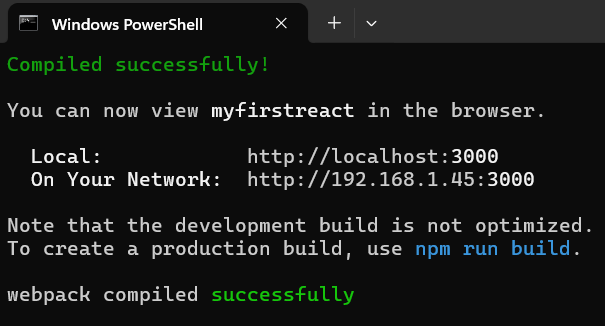 Windows PowerShell
Compiled successfully!
You can now view myfirstreact in the browser.
Local: http://localhost:3000
On Your Network: http://192.168.1.45:3000
Note that the development build is not optimized.
To create a production build, use npm run build.
webpack compiled successfully